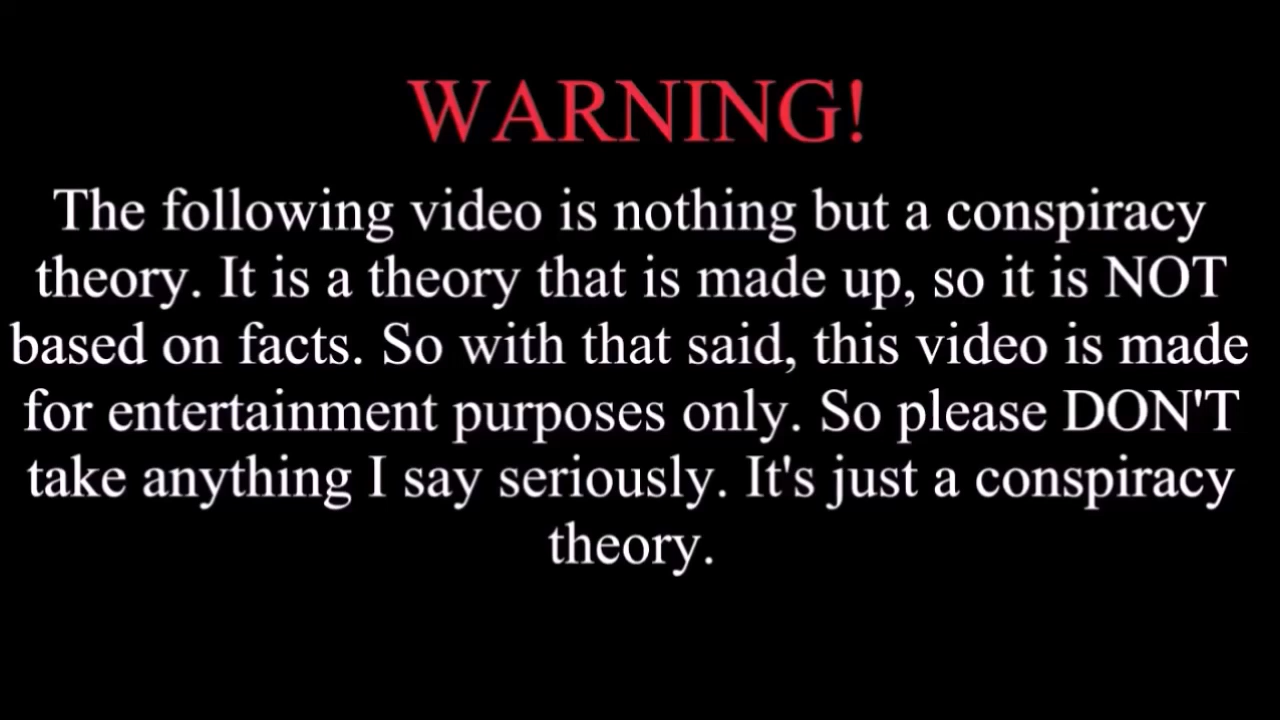 WARNING!
The following video is nothing but a conspiracy
theory. It is a theory that is made up, so it is NOT
based on facts. So with that said, this video is made
for entertainment purposes only. So please DON'T
take anything I say seriously. It's just a conspiracy
theory.